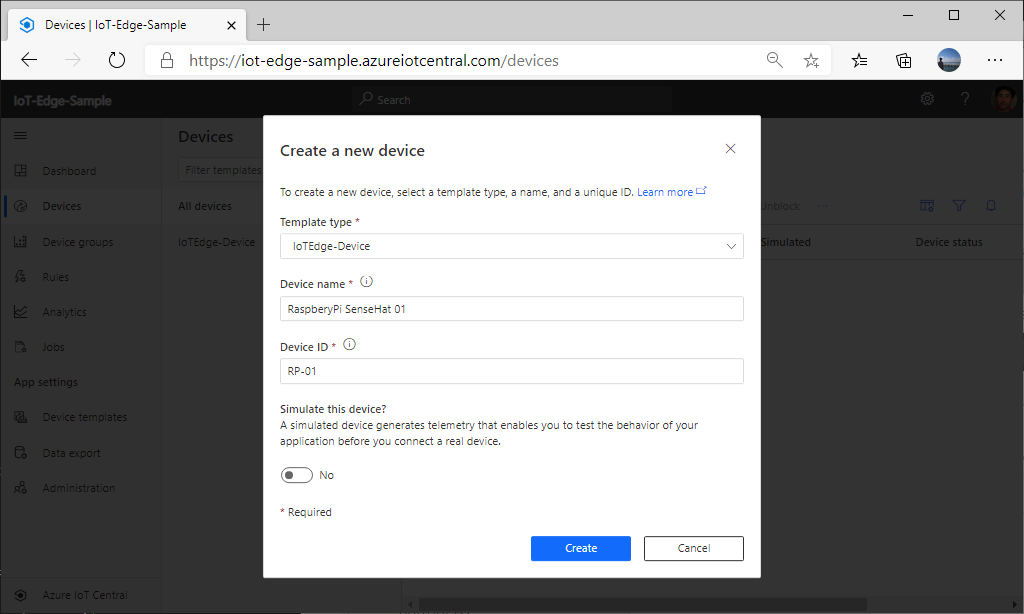 Devices | IoT-Edge-Sample
https://iot-edge-sample.azureiotcentral.com/devices
IoT-Edge-Sample
Search
Dashboard
Devices
Device groups
Rules
Analytics
Jobs
App settings
Device templates
Data export
Administration
Azure IoT Central
Devices
Filter templates
All devices
IoTEdge-Device
Unblock
Simulated
Device status
Create a new device
To create a new device, select a template type, a name, and a unique ID. Learn more
Template type *
IoTEdge-Device
Device name *
RaspberyPi SenseHat 01
Device ID *
RP-01
Simulate this device?
A simulated device generates telemetry that enables you to test the behavior of your
application before you connect a real device.
No
* Required
Create
Cancel